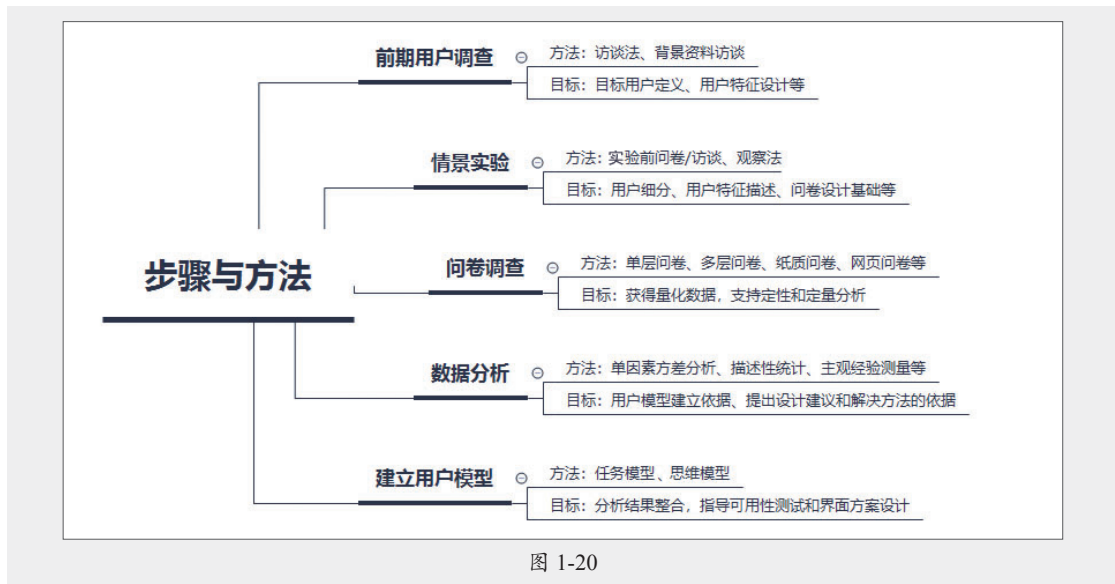 前期用户调查
方法：访谈法、背景资料访谈
目标：目标用户定义、用户特征设计等
情景实验
方法：实验前问卷/访谈、观察法
目标：用户细分、用户特征描述、问卷设计基础等
步骤与方法
问卷调查
方法：单层问卷、多层问卷、纸质问卷、网页问卷等
目标：获得量化数据，支持定性和定量分析
数据分析
方法：单因素方差分析、描述性统计、主观经验测量等
目标：用户模型建立依据、提出设计建议和解决方法的依据
建立用户模型
方法：任务模型、思维模型
目标：分析结果整合，指导可用性测试和界面方案设计
图 1-20